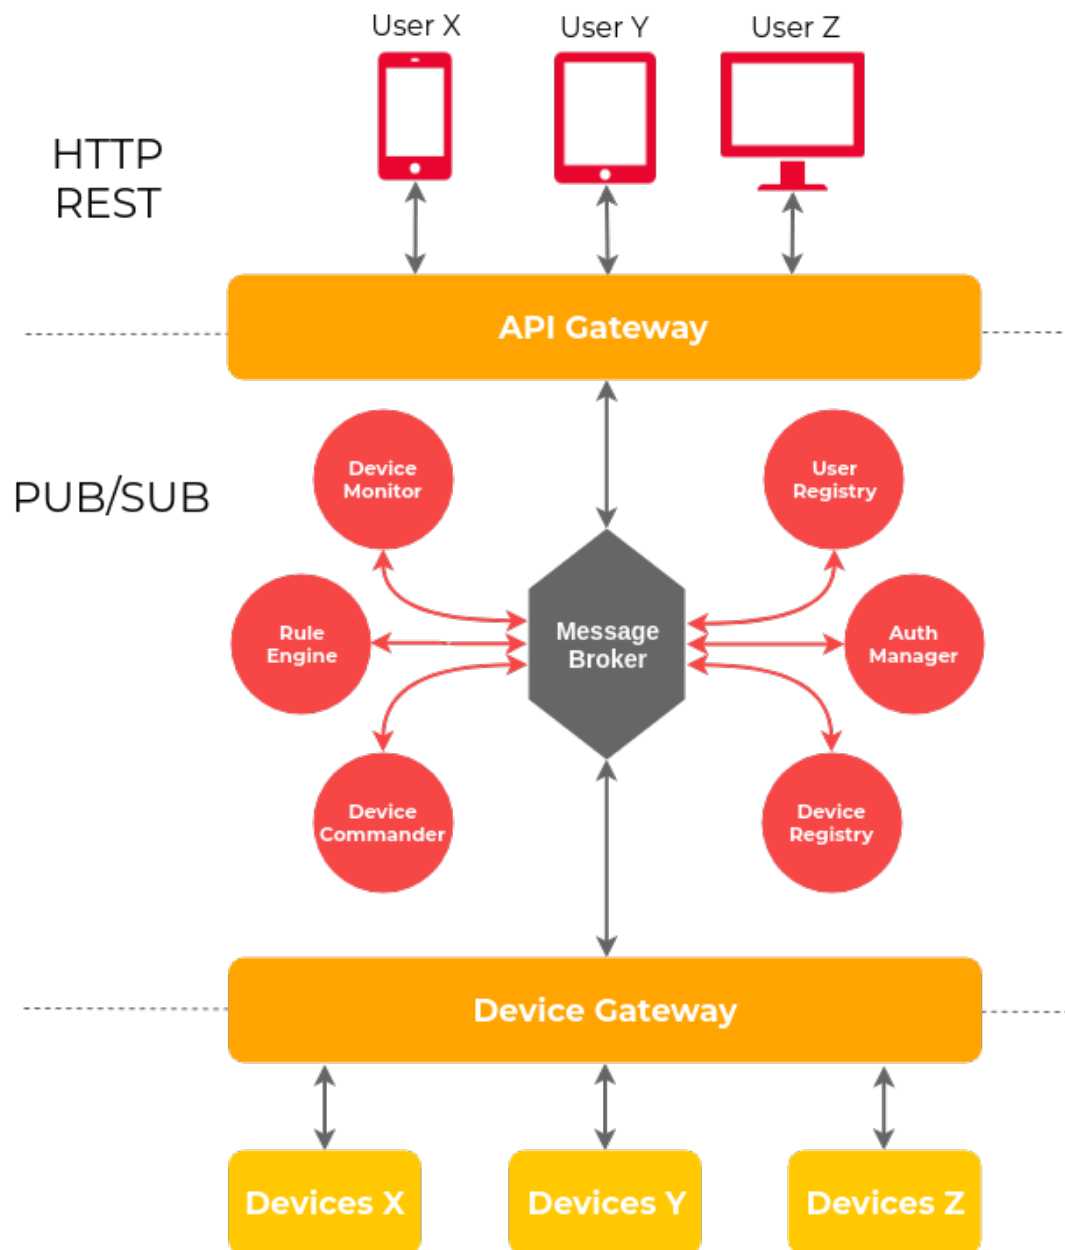 User X
User Y
User Z
HTTP
REST
API Gateway
PUB/SUB
Device
Monitor
User
Registry
Rule
Engine
Message
Broker
Auth
Manager
Device
Commander
Device
Registry
Device Gateway
Devices X
Devices Y
Devices Z